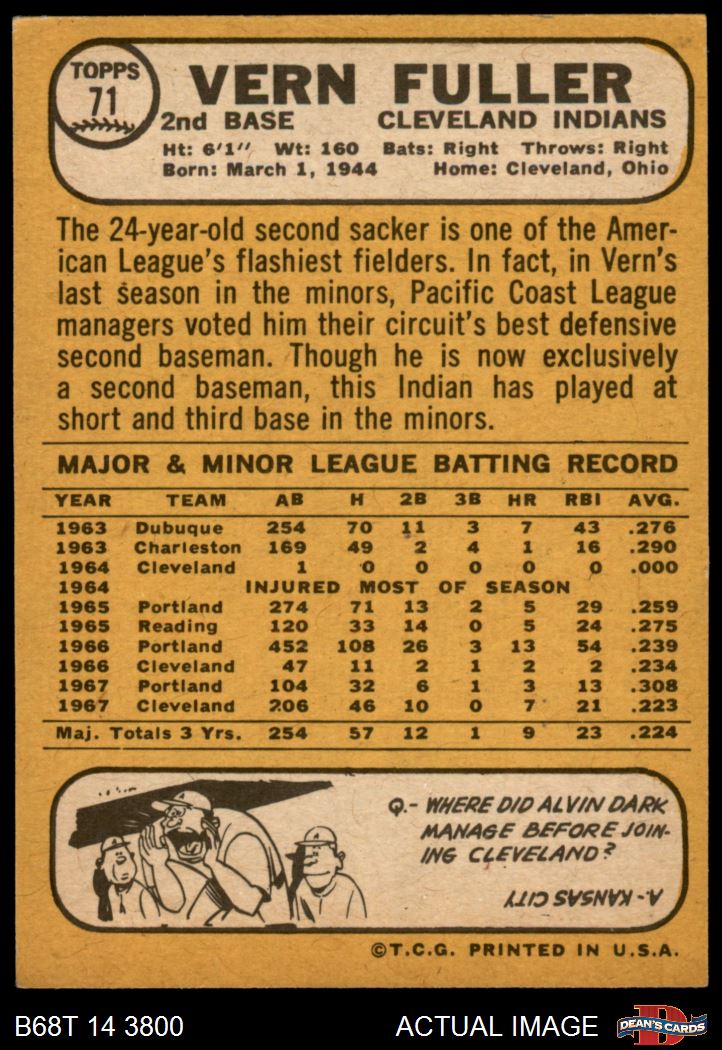 TOPPS
71
VERN FULLER
2nd BASE CLEVELAND INDIANS
Ht: 6'1" Wt: 160 Bats: Right Throws: Right
Born: March 1, 1944 Home: Cleveland, Ohio
The 24-year-old second sacker is one of the Amer-
ican League's flashiest fielders. In fact, in Vern's
last season in the minors, Pacific Coast League
managers voted him their circuit's best defensive
second baseman. Though he is now exclusively
a second baseman, this Indian has played at
short and third base in the minors.
MAJOR & MINOR LEAGUE BATTING RECORD
YEAR TEAM AB H 2B 3B HR RBI AVG.
1963 Dubuque 254 70 11 3 7 43 .276
1963 Charleston 169 49 2 4 1 16 .290
1964 Cleveland 1 0 0 0 0 0 .000
1964 INJURED MOST OF SEASON
1965 Portland 274 71 13 2 5 29 .259
1965 Reading 120 33 14 0 5 24 .275
1966 Portland 452 108 26 3 13 54 .239
1966 Cleveland 47 11 2 1 2 2 .234
1967 Portland 104 32 6 1 3 13 .308
1967 Cleveland 206 46 10 0 7 21 .223
Maj. Totals 3 Yrs. 254 57 12 1 9 23 .224
Q.- WHERE DID ALVIN DARK
MANAGE BEFORE JOIN-
ING CLEVELAND?
A- KANSAS CITY
A
A
©T.C.G. PRINTED IN U.S.A.
B68T 14 3800 ACTUAL IMAGE
D
DEAN'S CARDS